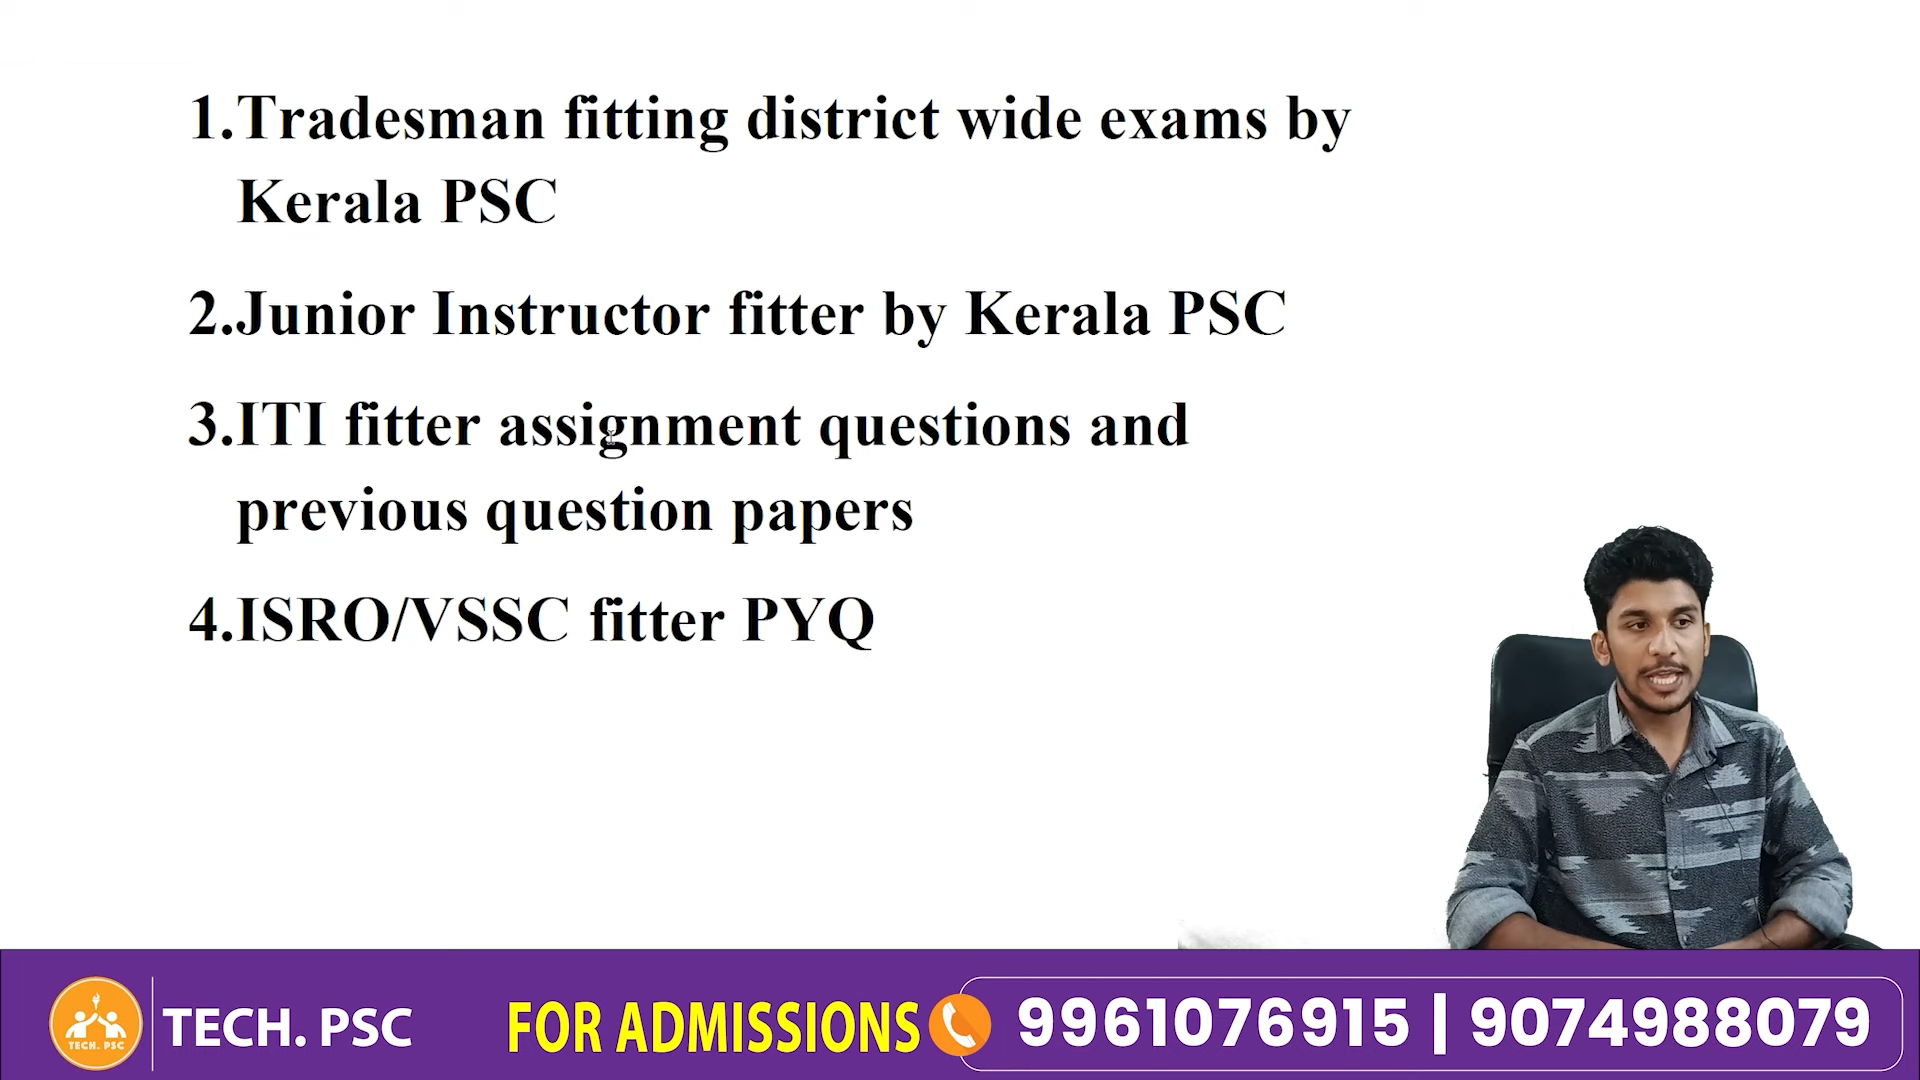 1.Tradesman fitting district wide exams by
Kerala PSC
2.Junior Instructor fitter by Kerala PSC
3.ITI fitter assignment questions and
previous question papers
4.ISRO/VSSC fitter PYQ
TECH. PSC
TECH. PSC
FOR ADMISSIONS
9961076915 | 9074988079